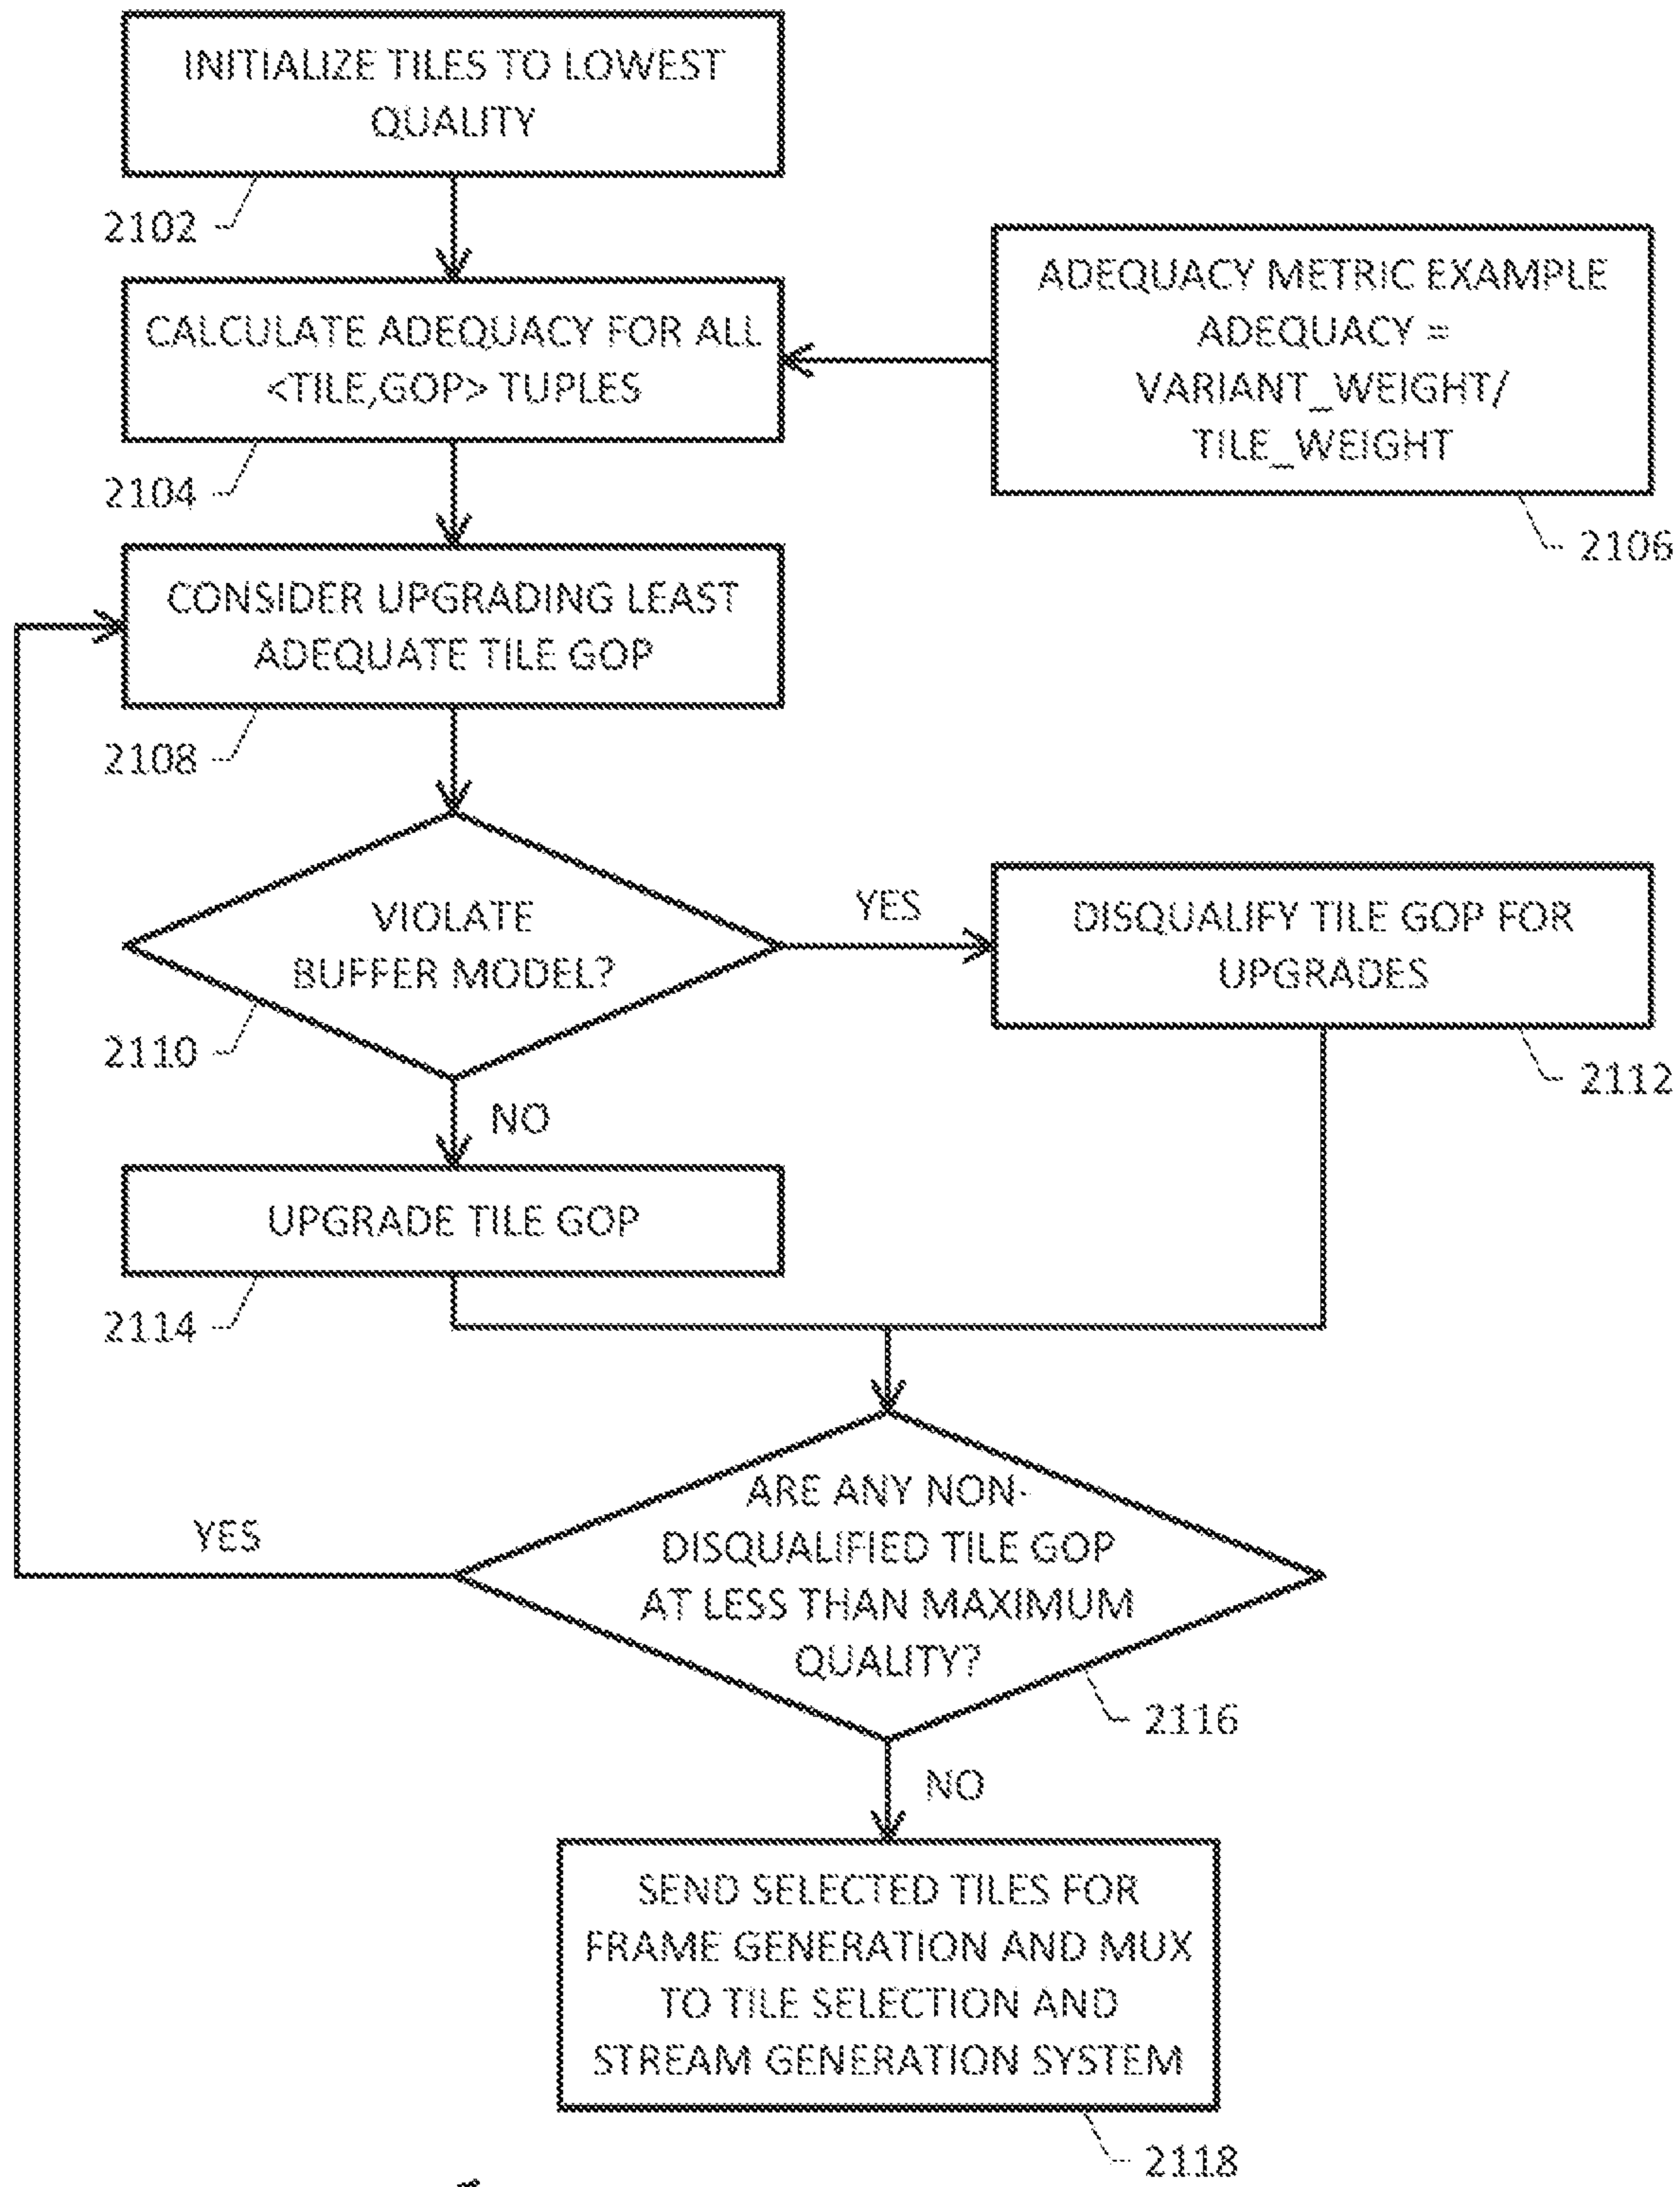 INITIALIZE TILES TO LOWEST
QUALITY
2102
CALCULATE ADEQUACY FOR ALL
<TILE,GOP> TUPLES
2104
ADEQUACY METRIC EXAMPLE
ADEQUACY =
VARIANT_WEIGHT/
TILE_WEIGHT
2106
CONSIDER UPGRADING LEAST
ADEQUATE TILE GOP
2108
VIOLATE
BUFFER MODEL?
2110
YES
DISQUALIFY TILE GOP FOR
UPGRADES
2112
NO
UPGRADE TILE GOP
2114
ARE ANY NON-
DISQUALIFIED TILE GOP
AT LESS THAN MAXIMUM
QUALITY?
2116
YES
NO
SEND SELECTED TILES FOR
FRAME GENERATION AND MUX
TO TILE SELECTION AND
STREAM GENERATION SYSTEM
2118